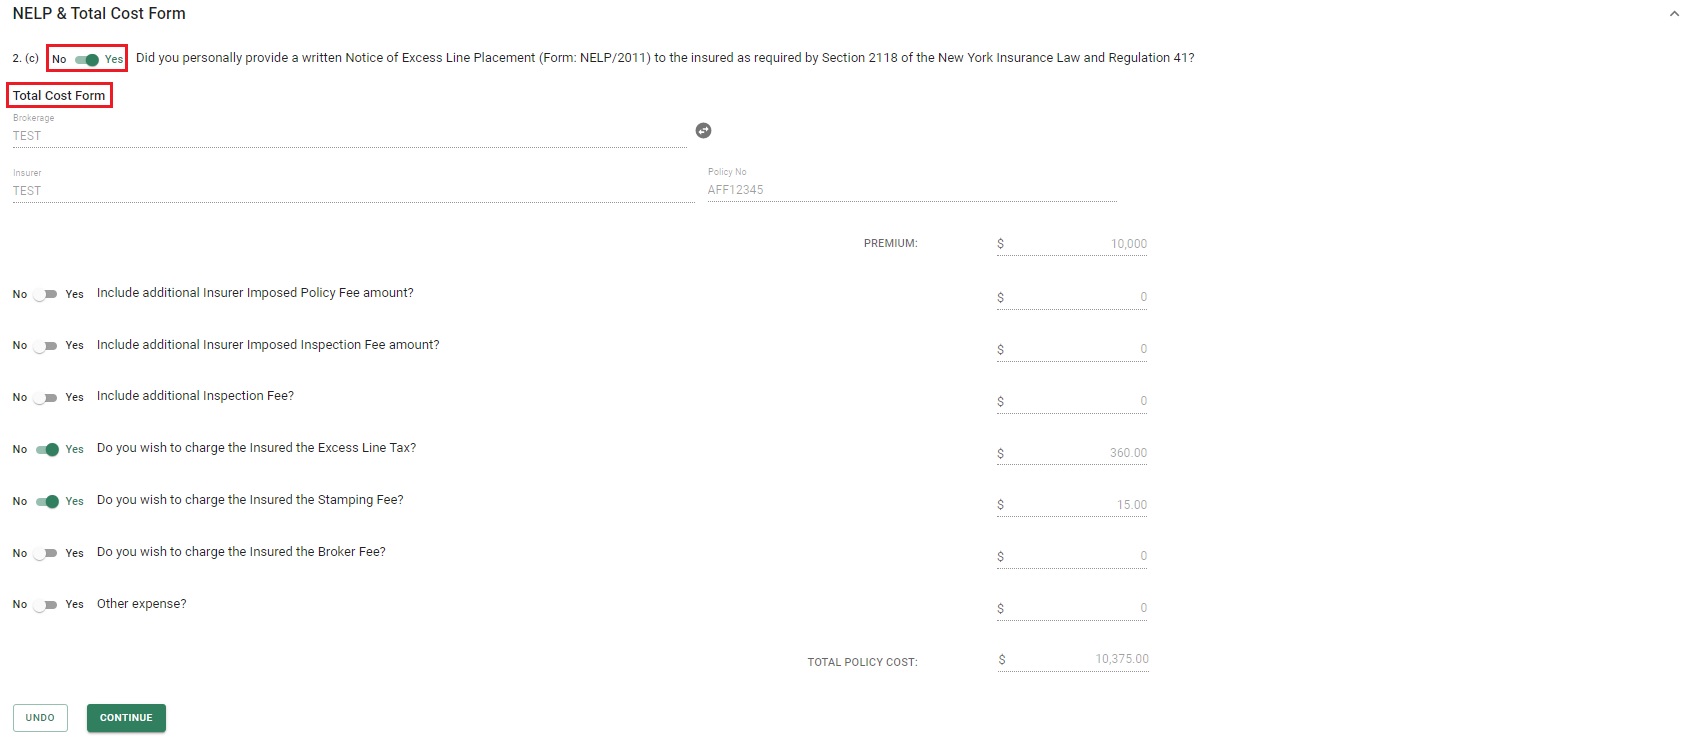 NELP & Total Cost Form
2. (c) No Yes Did you personally provide a written Notice of Excess Line Placement (Form: NELP/2011) to the insured as required by Section 2118 of the New York Insurance Law and Regulation 41?
Total Cost Form
Brokerage
TEST
Insurer
TEST
Policy No
AFF12345
PREMIUM: $ 10,000
No Yes Include additional Insurer Imposed Policy Fee amount? $ 0
No Yes Include additional Insurer Imposed Inspection Fee amount? $ 0
No Yes Include additional Inspection Fee? $ 0
No Yes Do you wish to charge the Insured the Excess Line Tax? $ 360.00
No Yes Do you wish to charge the Insured the Stamping Fee? $ 15.00
No Yes Do you wish to charge the Insured the Broker Fee? $ 0
No Yes Other expense? $ 0
TOTAL POLICY COST: $ 10,375.00
UNDO CONTINUE